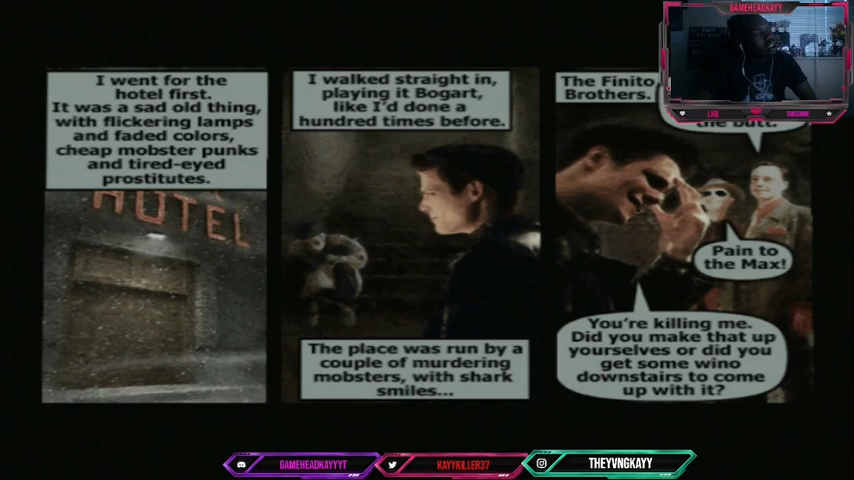 GAMEHEADKAYY
LIKE
SUBSCRIBE
I went for the
hotel first.
It was a sad old thing,
with flickering lamps
and faded colors,
cheap mobster punks
and tired-eyed
prostitutes.
HOTEL
I walked straight in,
playing it Bogart,
like I'd done a
hundred times before.
The place was run by a
couple of murdering
mobsters, with shark
smiles...
The Finito
Brothers.
the butt.
Pain to
the Max!
You're killing me.
Did you make that up
yourselves or did you
get some wino
downstairs to come
up with it?
GAMEHEADKAYYYT
KAYYKILLER37
THEYVNGKAYY